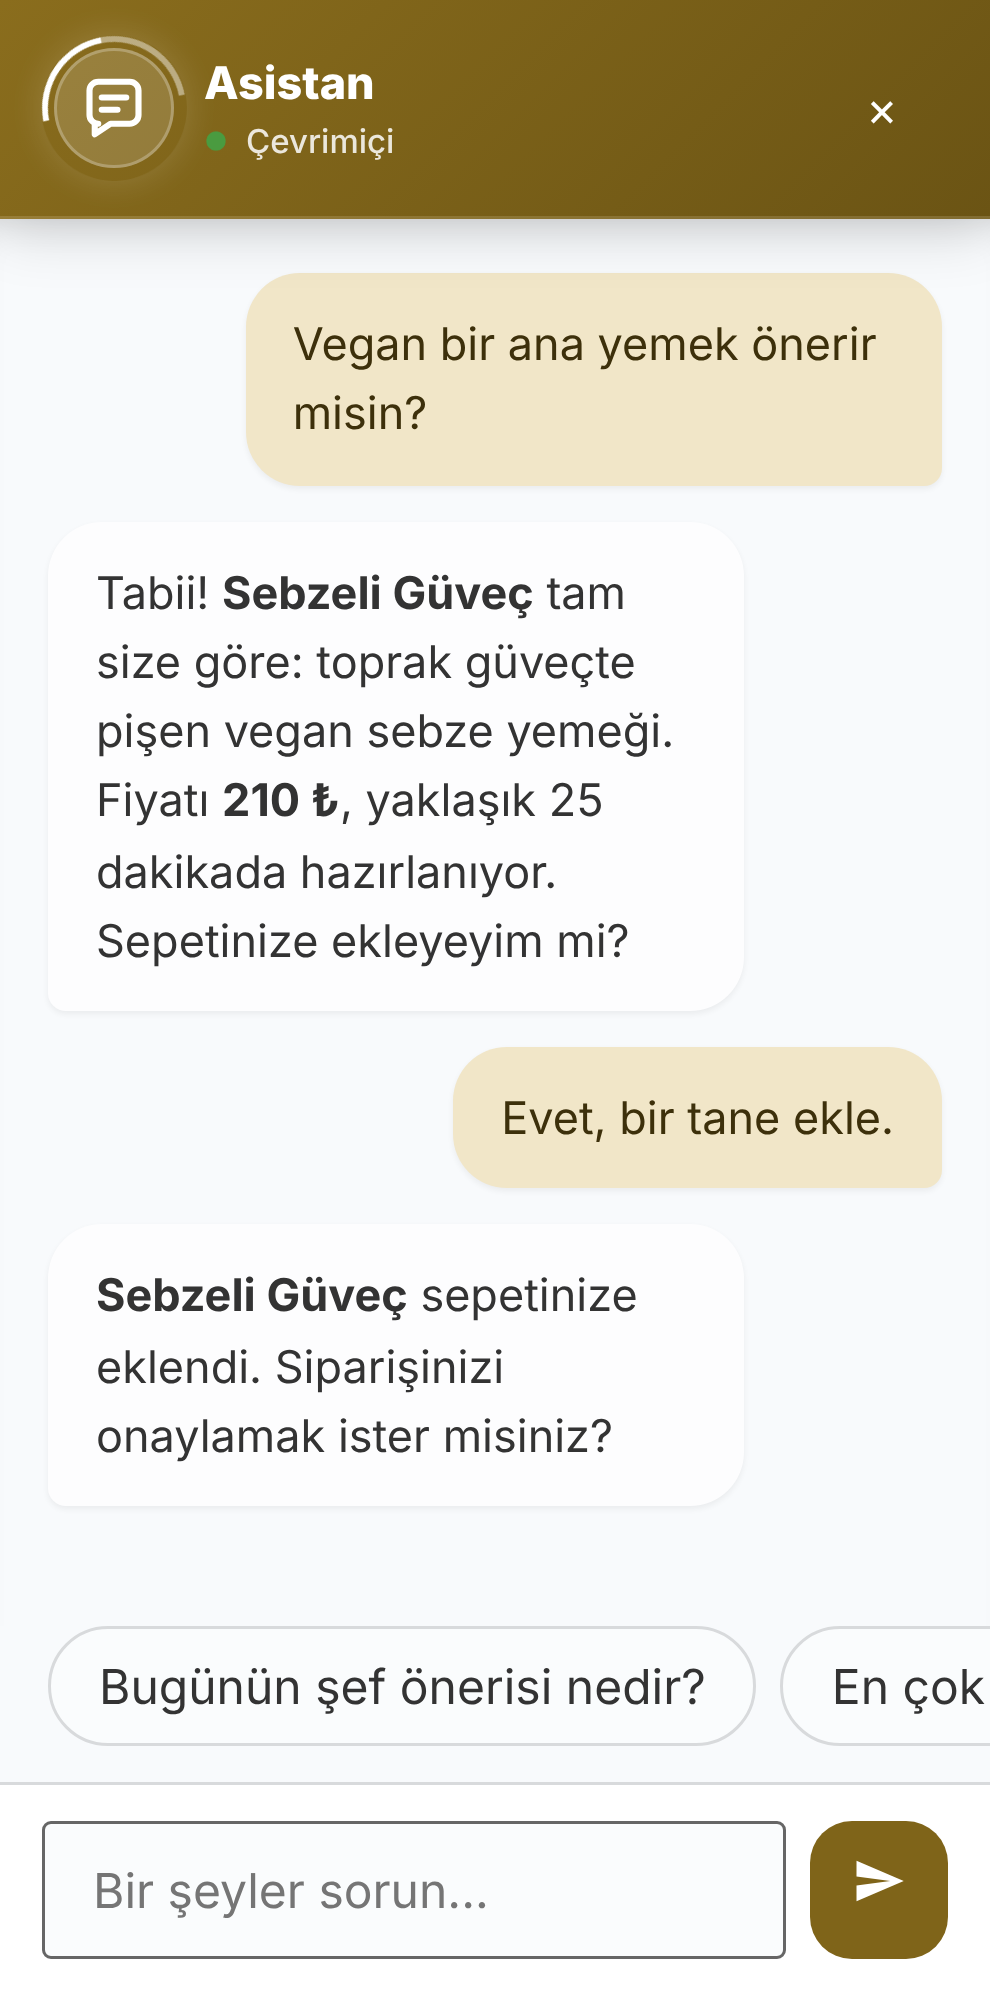 Asistan
Çevrimiçi
Vegan bir ana yemek önerir
misin?
Tabii! Sebzeli Güveç tam
size göre: toprak güveçte
pişen vegan sebze yemeği.
Fiyatı 210 ₺, yaklaşık 25
dakikada hazırlanıyor.
Sepetinize ekleyeyim mi?
Evet, bir tane ekle.
Sebzeli Güveç sepetinize
eklendi. Siparişinizi
onaylamak ister misiniz?
Bugünün şef önerisi nedir?
En çok
Bir şeyler sorun...